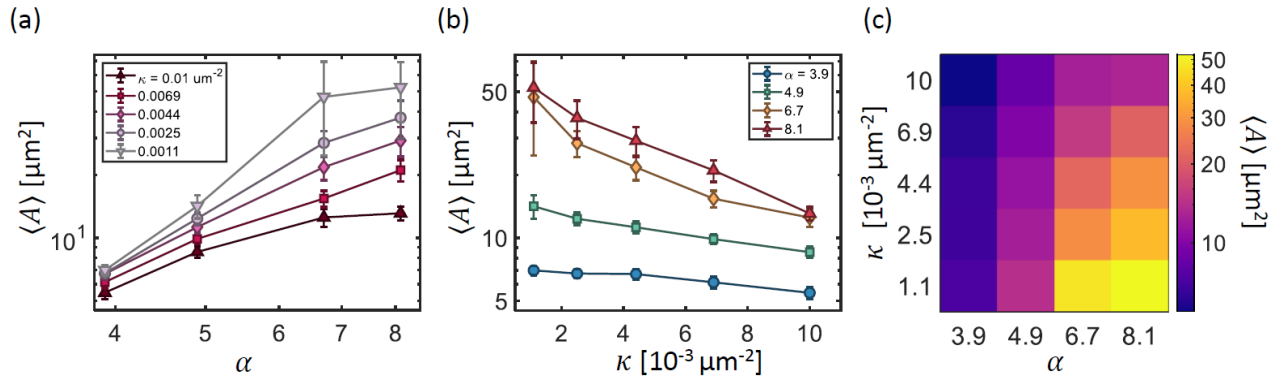 (a)
⟨A⟩ [μm²]
10¹
κ = 0.01 um⁻²
0.0069
0.0044
0.0025
0.0011
4 5 6 7 8
α
(b)
⟨A⟩ [μm²]
50
10
5
α = 3.9
4.9
6.7
8.1
2 4 6 8 10
κ [10⁻³ μm⁻²]
(c)
κ [10⁻³ μm⁻²]
10
6.9
4.4
2.5
1.1
3.9 4.9 6.7 8.1
α
50
40
30
20
10
⟨A⟩ [μm²]